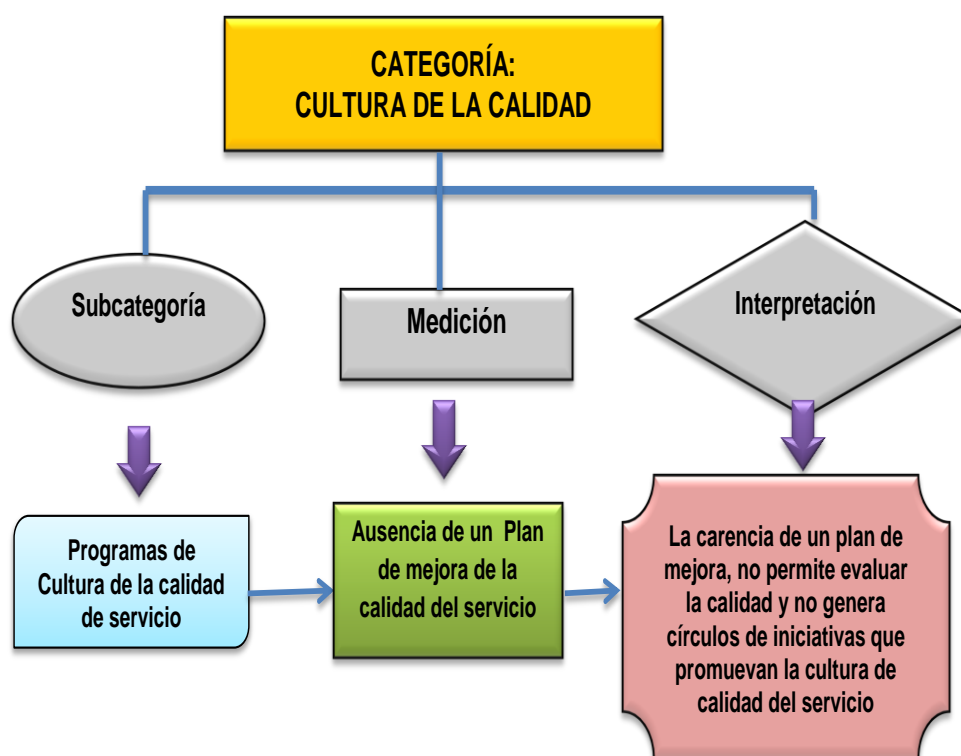 CATEGORÍA:
CULTURA DE LA CALIDAD
Subcategoría
Medición
Interpretación
Programas de
Cultura de la calidad
de servicio
Ausencia de un Plan
de mejora de la
calidad del servicio
La carencia de un plan de
mejora, no permite evaluar
la calidad y no genera
círculos de iniciativas que
promuevan la cultura de
calidad del servicio